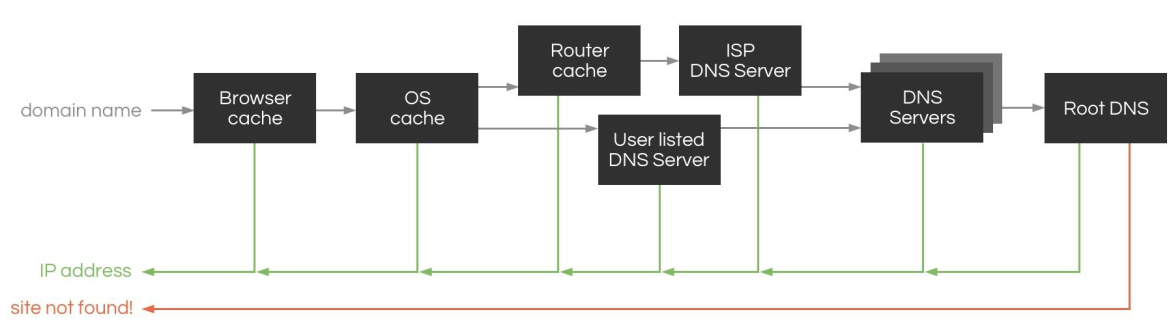 domain name
Browser
cache
OS
cache
Router
cache
ISP
DNS Server
User listed
DNS Server
DNS
Servers
Root DNS
IP address
site not found!